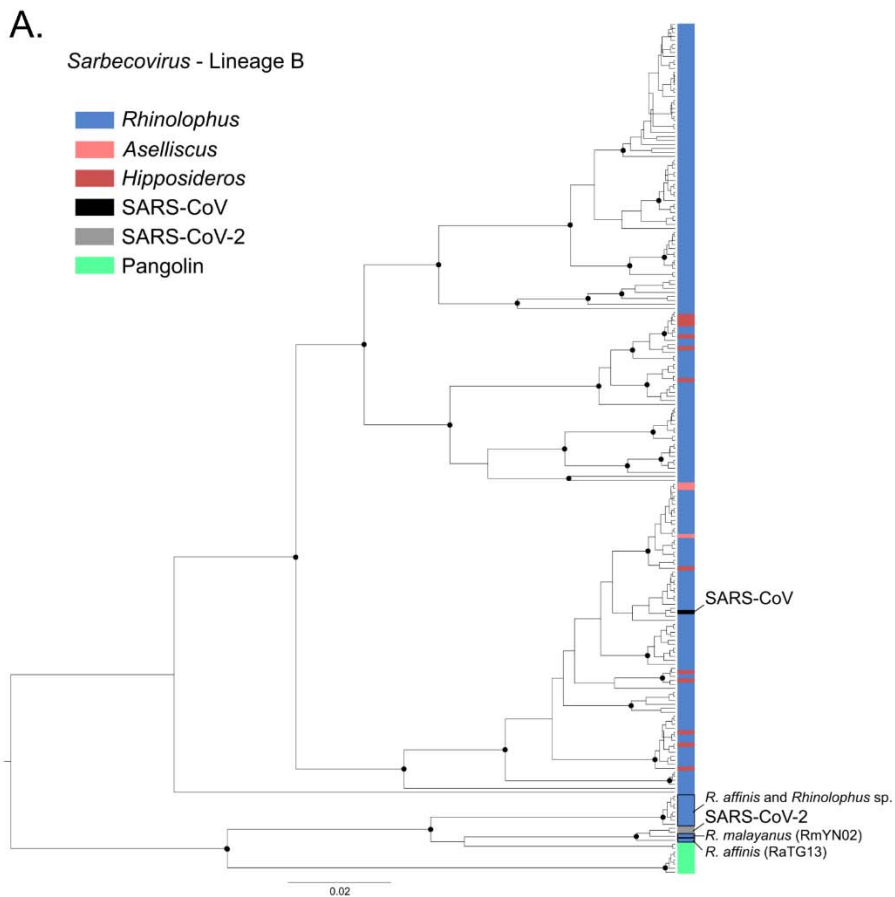 A.
Sarbecovirus - Lineage B
Rhinolophus
Aselliscus
Hipposideros
SARS-CoV
SARS-CoV-2
Pangolin
SARS-CoV
R. affinis and Rhinolophus sp.
SARS-CoV-2
R. malayanus (RmYN02)
R. affinis (RaTG13)
0.02